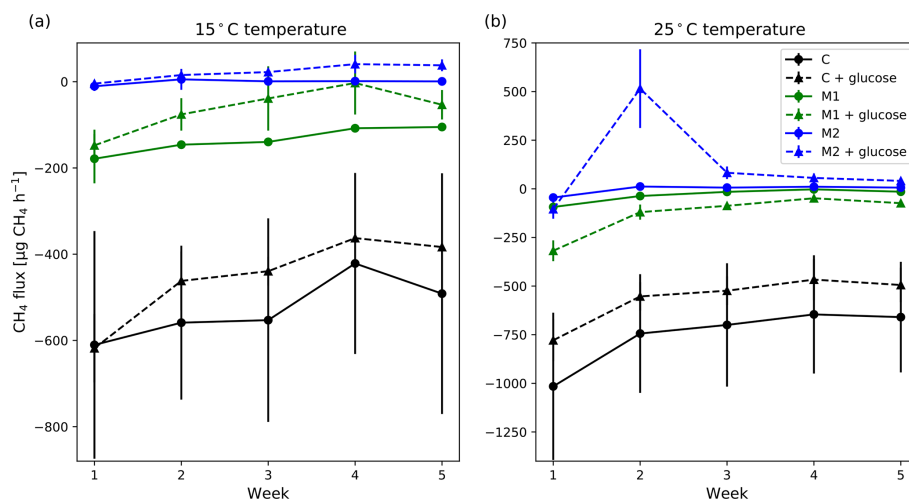 (a)
15°C temperature
CH₄ flux [μg CH₄ h⁻¹]
0
−200
−400
−600
−800
1 2 3 4 5
Week
(b)
25°C temperature
750
500
250
0
−250
−500
−750
−1000
−1250
1 2 3 4 5
Week
C
C + glucose
M1
M1 + glucose
M2
M2 + glucose